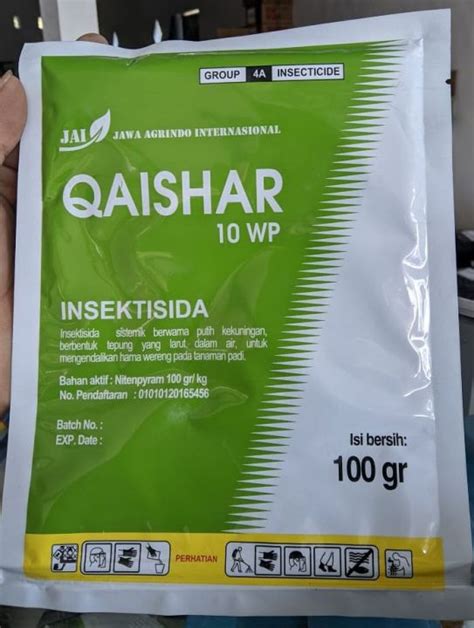 GROUP 4A INSECTICIDE
JAI JAWA AGRINDO INTERNASIONAL
QAISHAR
10 WP
INSEKTISIDA
Insektisida sistemik berwarna putih kekuningan,
berbentuk tepung yang larut dalam air, untuk
mengendalikan hama wereng pada tanaman padi.
Bahan aktif : Nitenpyram 100 gr/ kg
No. Pendaftaran : 01010120165456
Batch No. :
EXP. Date :
Isi bersih:
100 gr
PERHATIAN